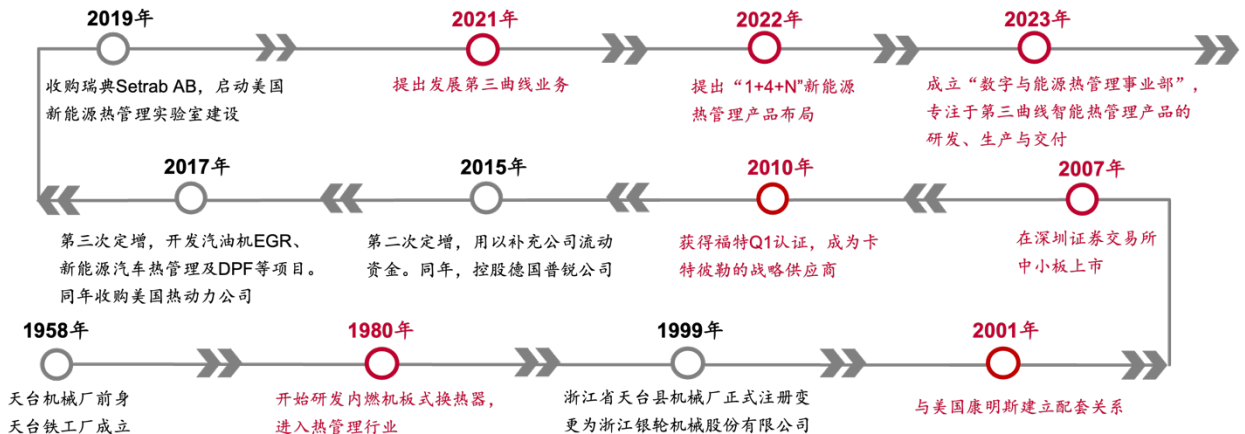 2019年
收购瑞典Setrab AB，启动美国
新能源热管理实验室建设
2021年
提出发展第三曲线业务
2022年
提出“1+4+N”新能源
热管理产品布局
2023年
成立“数字与能源热管理事业部”，
专注于第三曲线智能热管理产品的
研发、生产与交付
2017年
第三次定增，开发汽油机EGR、
新能源汽车热管理及DPF等项目。
同年收购美国热动力公司
2015年
第二次定增，用以补充公司流动
资金。同年，控股德国普锐公司
2010年
获得福特Q1认证，成为卡
特彼勒的战略供应商
2007年
在深圳证券交易所
中小板上市
1958年
天台机械厂前身
天台铁工厂成立
1980年
开始研发内燃机板式换热器，
进入热管理行业
1999年
浙江省天台县机械厂正式注册变
更为浙江银轮机械股份有限公司
2001年
与美国康明斯建立配套关系